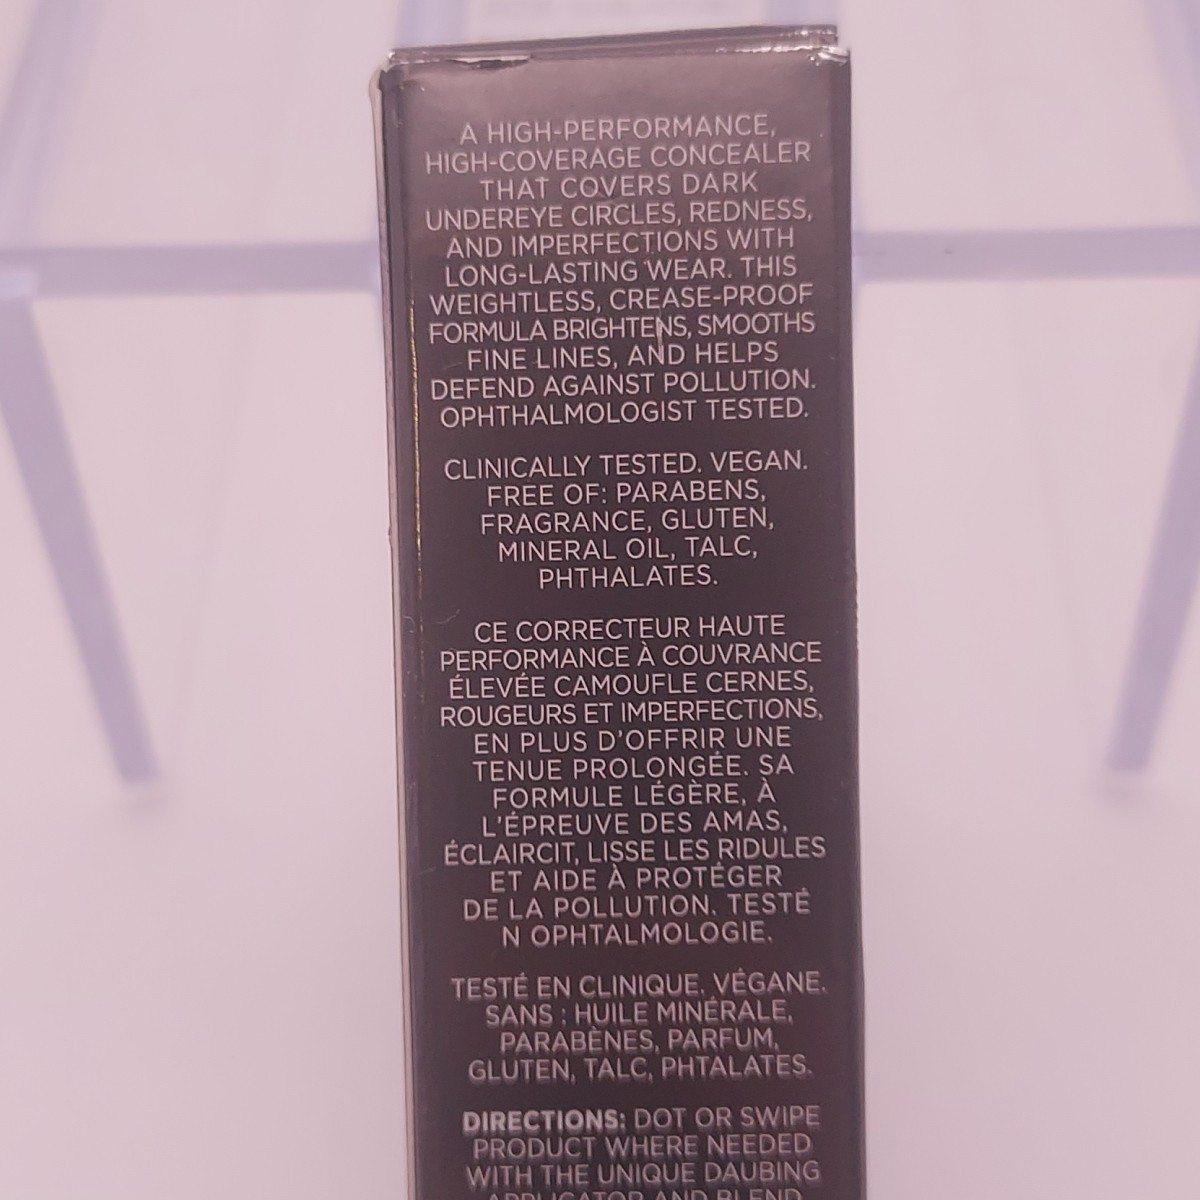 A HIGH-PERFORMANCE,
HIGH-COVERAGE CONCEALER
THAT COVERS DARK
UNDEREYE CIRCLES, REDNESS,
AND IMPERFECTIONS WITH
LONG-LASTING WEAR. THIS
WEIGHTLESS, CREASE-PROOF
FORMULA BRIGHTENS, SMOOTHS
FINE LINES, AND HELPS
DEFEND AGAINST POLLUTION.
OPHTHALMOLOGIST TESTED.
CLINICALLY TESTED. VEGAN.
FREE OF: PARABENS,
FRAGRANCE, GLUTEN,
MINERAL OIL, TALC,
PHTHALATES.
CE CORRECTEUR HAUTE
PERFORMANCE À COUVRANCE
ÉLEVÉE CAMOUFLE CERNES,
ROUGEURS ET IMPERFECTIONS,
EN PLUS D'OFFRIR UNE
TENUE PROLONGÉE. SA
FORMULE LÉGÈRE, À
L'ÉPREUVE DES AMAS,
ÉCLAIRCIT, LISSE LES RIDULES
ET AIDE À PROTÉGER
DE LA POLLUTION. TESTÉ
N OPHTALMOLOGIE.
TESTÉ EN CLINIQUE. VÉGANE.
SANS : HUILE MINÉRALE,
PARABÈNES, PARFUM,
GLUTEN, TALC, PHTALATES.
DIRECTIONS: DOT OR SWIPE
PRODUCT WHERE NEEDED
WITH THE UNIQUE DAUBING
APPLICATOR AND BLEND